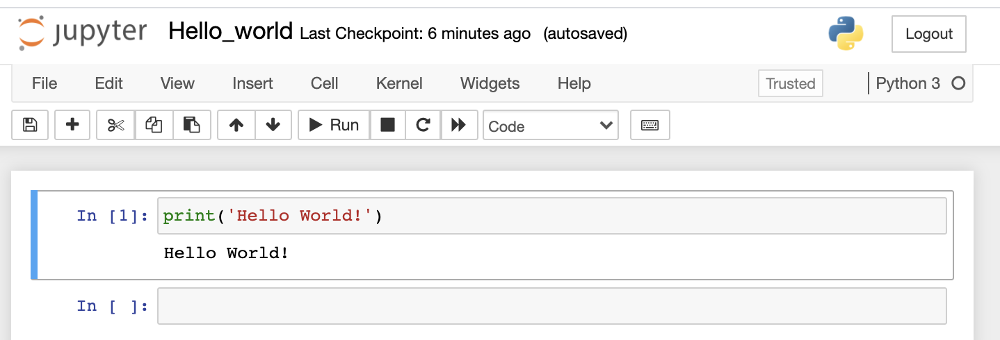 jupyter Hello_world Last Checkpoint: 6 minutes ago (autosaved) Logout
File Edit View Insert Cell Kernel Widgets Help Trusted Python 3
Run Code
In [1]: print('Hello World!')
Hello World!
In [ ]: